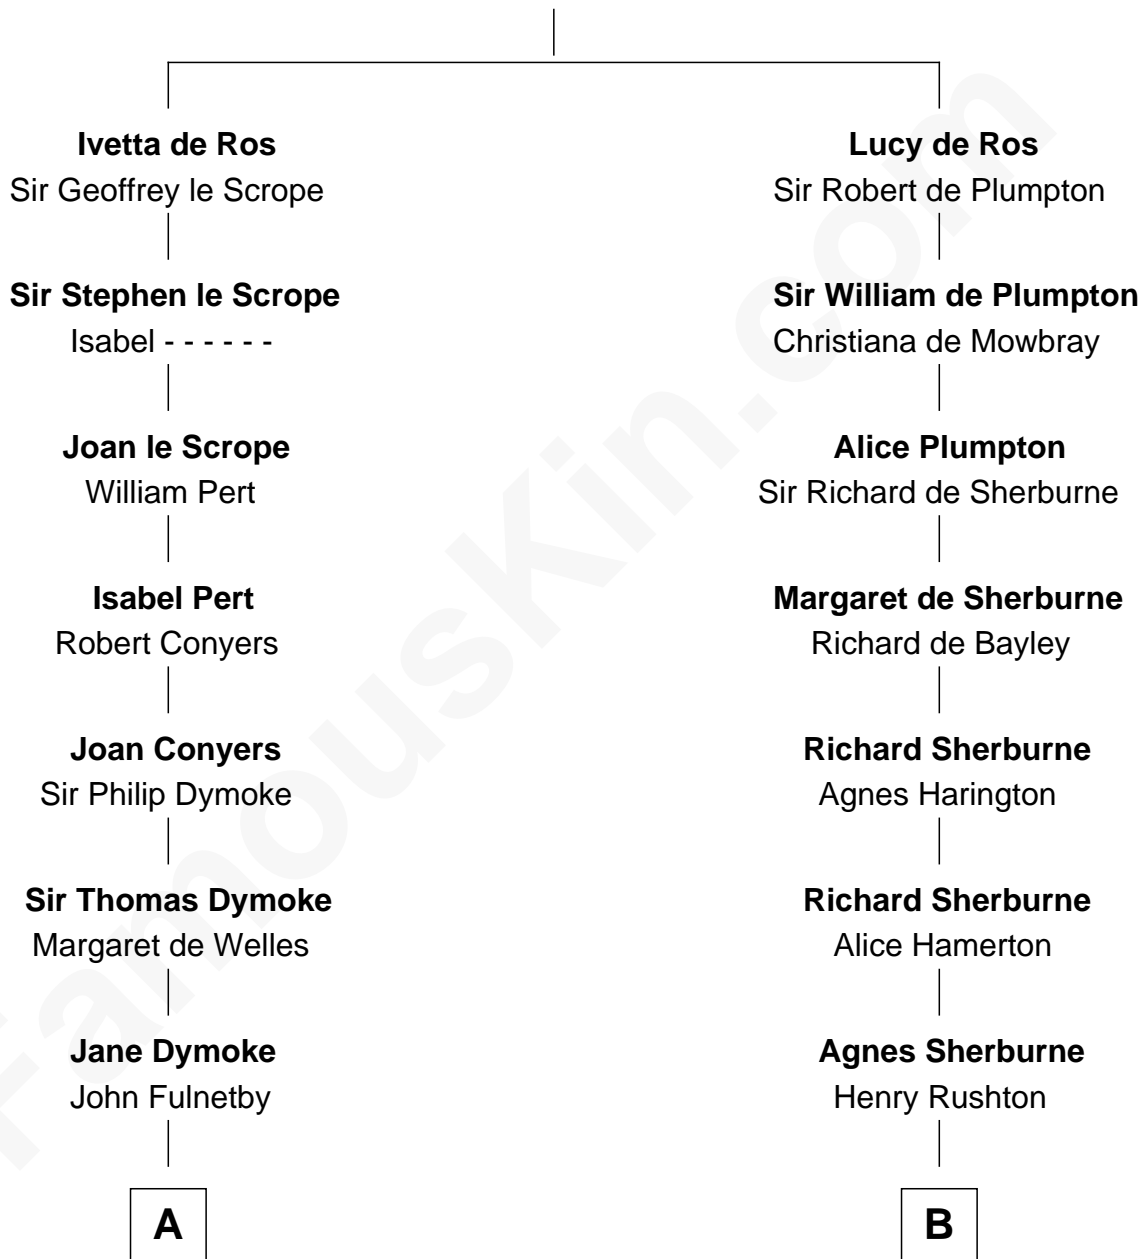 Ivetta de Ros
Sir Geoffrey le Scrope
Lucy de Ros
Sir Robert de Plumpton
Sir Stephen le Scrope
Isabel - - - - - -
Sir William de Plumpton
Christiana de Mowbray
Joan le Scrope
William Pert
Alice Plumpton
Sir Richard de Sherburne
Isabel Pert
Robert Conyers
Margaret de Sherburne
Richard de Bayley
Joan Conyers
Sir Philip Dymoke
Richard Sherburne
Agnes Harington
Sir Thomas Dymoke
Margaret de Welles
Richard Sherburne
Alice Hamerton
Jane Dymoke
John Fulnetby
Agnes Sherburne
Henry Rushton
A
B
FamousKin.com